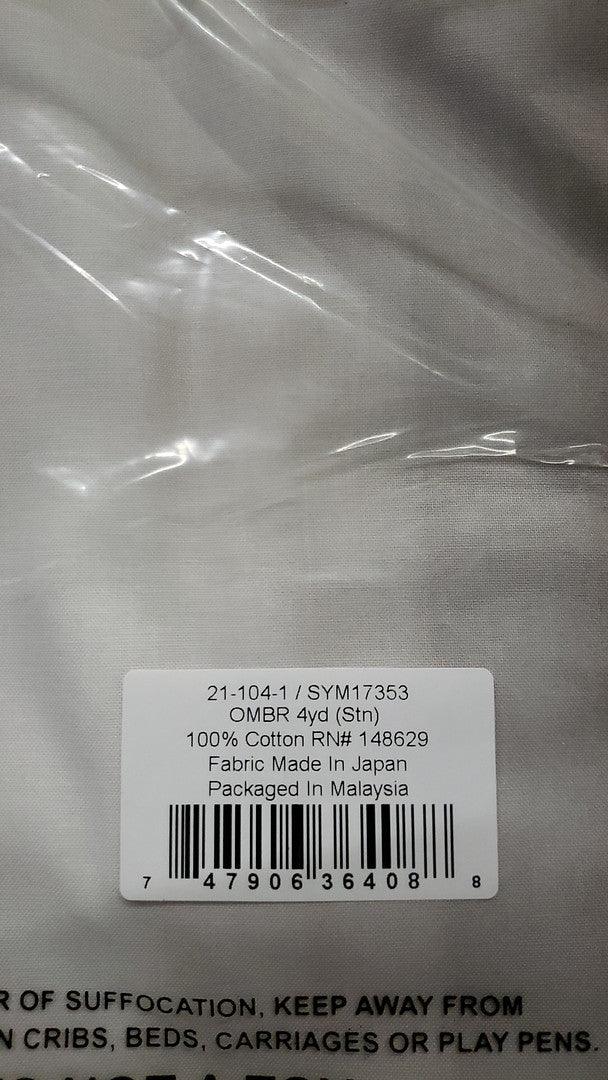 21-104-1 / SYM17353
OMBR 4yd (Stn)
100% Cotton RN# 148629
Fabric Made In Japan
Packaged In Malaysia
7 47906 36408 8
R OF SUFFOCATION, KEEP AWAY FROM
N CRIBS, BEDS, CARRIAGES OR PLAY PENS.